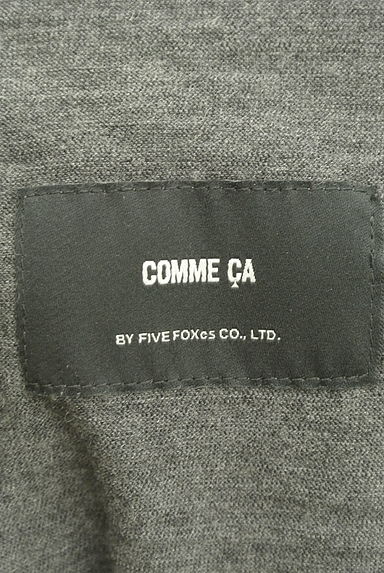 COMME ÇA
BY FIVE FOXes CO., LTD.